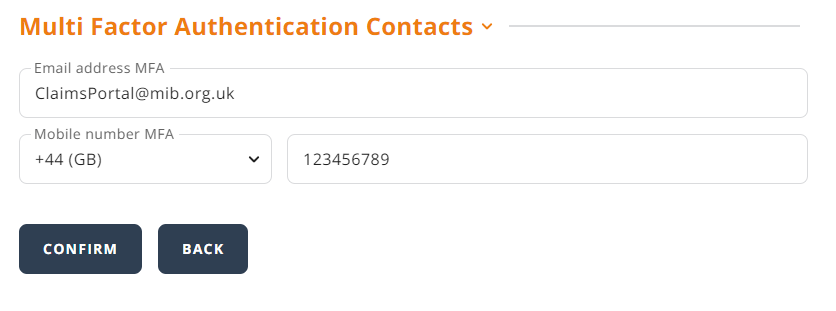 Multi Factor Authentication Contacts
Email address MFA
ClaimsPortal@mib.org.uk
Mobile number MFA
+44 (GB)
123456789
CONFIRM
BACK